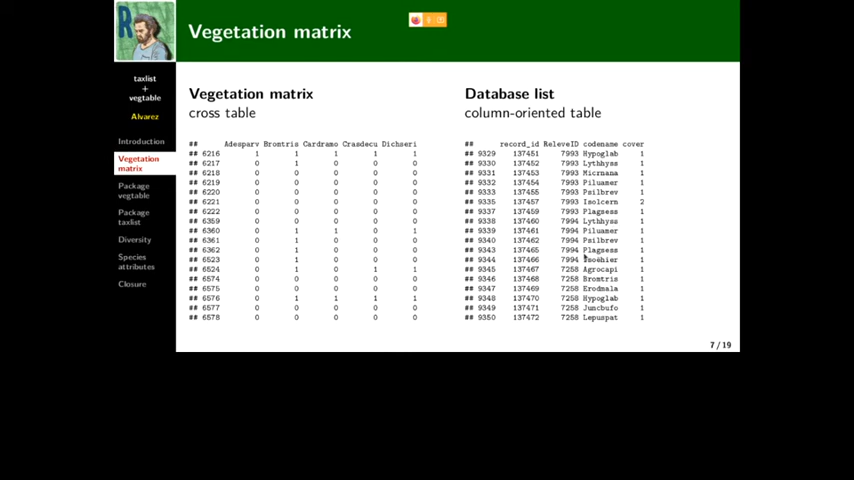 Vegetation matrix
taxlist
+
vegtable
Alvarez
Introduction
Vegetation
matrix
Package
vegtable
Package
taxlist
Diversity
Species
attributes
Closure
Vegetation matrix
cross table
## Adesparv Bromtris Cardramo Crasdecu Dichseri
## 6216 1 1 1 1 1
## 6217 0 1 0 0 0
## 6218 0 0 0 0 0
## 6219 0 0 0 0 0
## 6220 0 0 0 0 0
## 6221 0 0 0 0 0
## 6222 0 0 0 0 0
## 6359 0 0 0 0 0
## 6360 0 1 1 0 1
## 6361 0 1 0 0 0
## 6362 0 1 0 0 0
## 6523 0 1 0 0 0
## 6524 0 1 0 1 1
## 6574 0 0 0 0 0
## 6575 0 0 0 0 0
## 6576 0 1 1 1 1
## 6577 0 0 0 0 0
## 6578 0 0 0 0 0
Database list
column-oriented table
## record_id ReleveID codename cover
## 9329 137451 7993 Hypoglab 1
## 9330 137452 7993 Lythhyss 1
## 9331 137453 7993 Micrnana 1
## 9332 137454 7993 Piluamer 1
## 9333 137455 7993 Psilbrev 1
## 9335 137457 7993 Isolcern 2
## 9337 137459 7993 Plagsess 1
## 9338 137460 7994 Lythhyss 1
## 9339 137461 7994 Piluamer 1
## 9340 137462 7994 Psilbrev 1
## 9343 137465 7994 Plagsess 1
## 9344 137466 7994 1
## 9345 137467 7258 Agrocapi 1
## 9346 137468 7258 Bromtris 1
## 9347 137469 7258 Erodmala 1
## 9348 137470 7258 Hypoglab 1
## 9349 137471 7258 Juncbufo 1
## 9350 137472 7258 Lepuspat 1
7 / 19